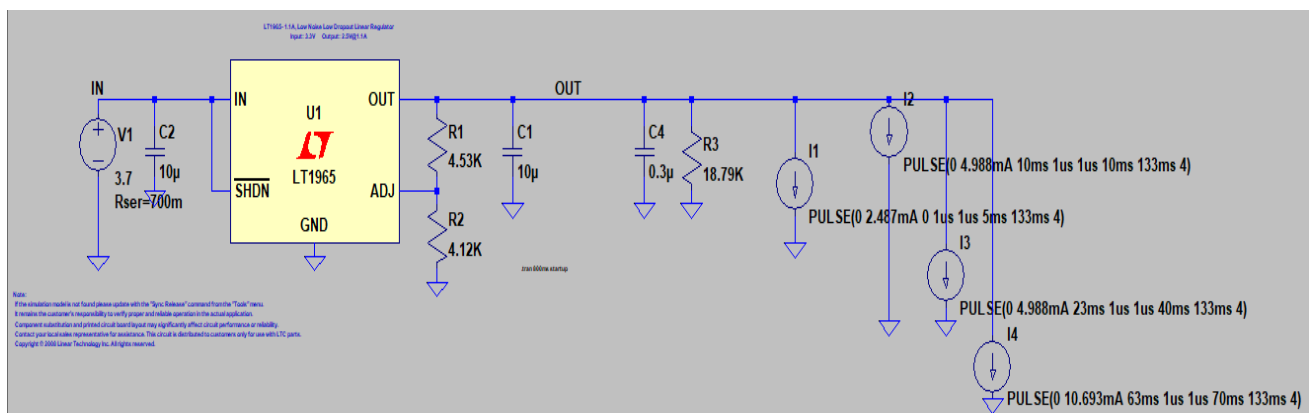 LT1965- 1.1A, Low Noise Low Dropout Linear Regulator
Input: 3.3V Output: 2.5V@1.1A
IN
OUT
IN
OUT
U1
LT1965
SHDN
ADJ
GND
V1
3.7
Rser=700m
C2
10µ
R1
4.53K
R2
4.12K
C1
10µ
C4
0.3µ
R3
18.79K
I1
PULSE(0 2.487mA 0 1us 1us 5ms 133ms 4)
I2
PULSE(0 4.988mA 10ms 1us 1us 10ms 133ms 4)
I3
PULSE(0 4.988mA 23ms 1us 1us 40ms 133ms 4)
I4
PULSE(0 10.693mA 63ms 1us 1us 70ms 133ms 4)
800ms startup
Note:
If the simulation model is not found please update with the "Sync Release" command from the "Tools" menu.
It remains the customer's responsibility to verify proper and reliable operation in the actual application.
Component substitution and printed circuit board layout may significantly affect circuit performance or reliability.
Contact your local sales representative for assistance. This circuit is distributed to customers only for use with LTC parts.
Copyright © 2008 Linear Technology Inc. All rights reserved.